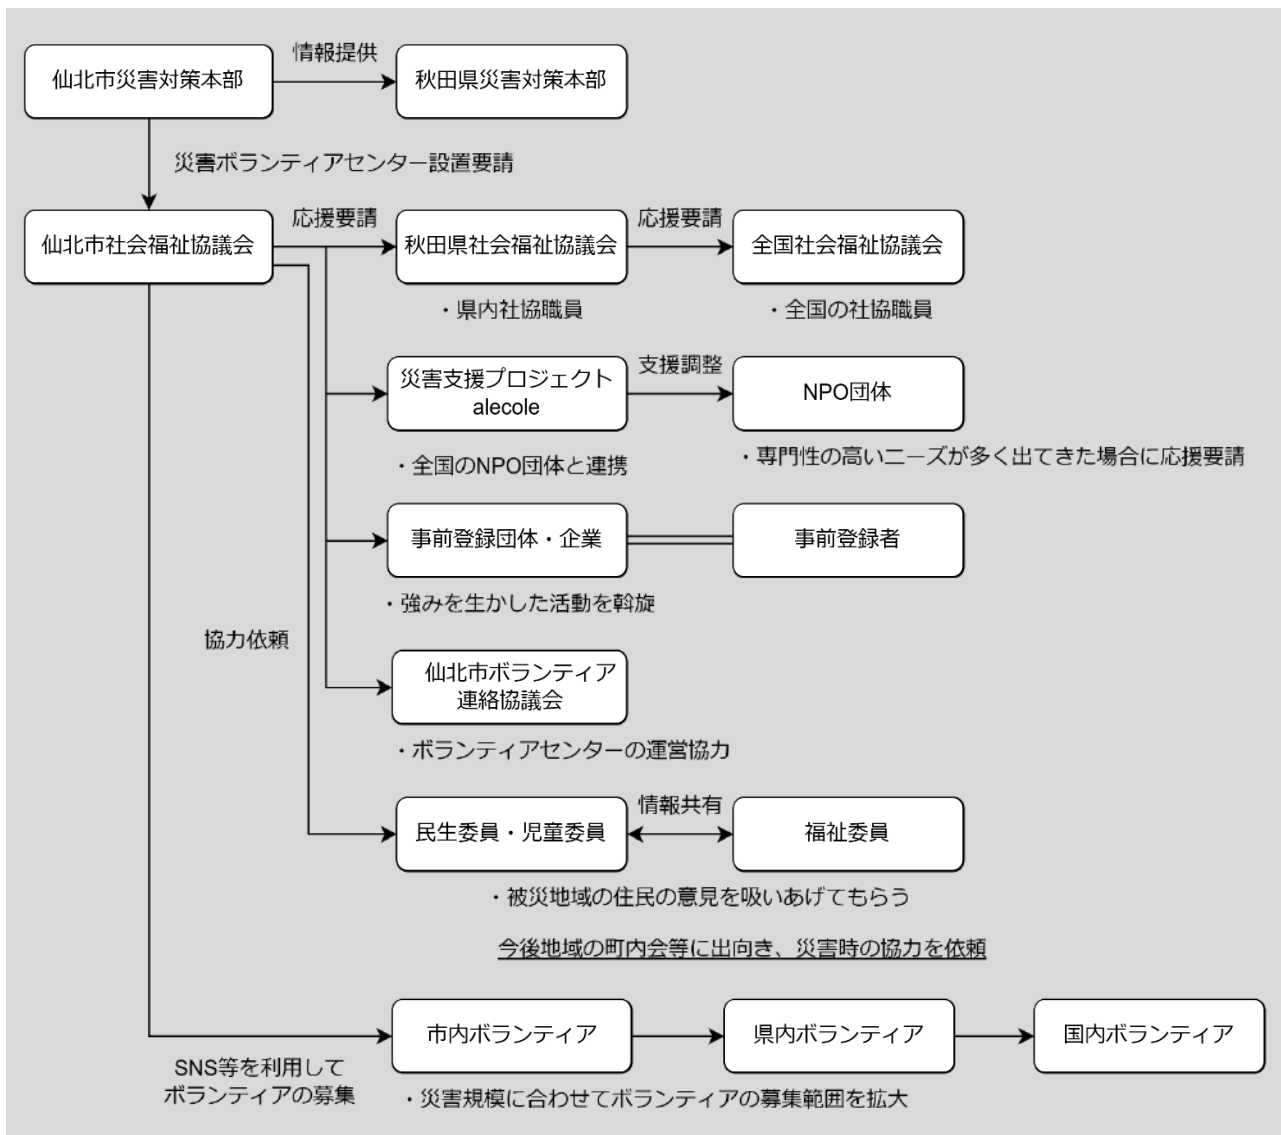 情報提供
仙北市災害対策本部
秋田県災害対策本部
災害ボランティアセンター設置要請
応援要請
応援要請
仙北市社会福祉協議会
秋田県社会福祉協議会
全国社会福祉協議会
・県内社協職員
・全国の社協職員
災害支援プロジェクト
alecole
支援調整
NPO団体
・全国のNPO団体と連携
・専門性の高いニーズが多く出てきた場合に応援要請
事前登録団体・企業
事前登録者
・強みを生かした活動を斡旋
協力依頼
仙北市ボランティア
連絡協議会
・ボランティアセンターの運営協力
情報共有
民生委員・児童委員
福祉委員
・被災地域の住民の意見を吸いあげてもらう
今後地域の町内会等に出向き、災害時の協力を依頼
市内ボランティア
県内ボランティア
国内ボランティア
SNS等を利用して
ボランティアの募集
・災害規模に合わせてボランティアの募集範囲を拡大